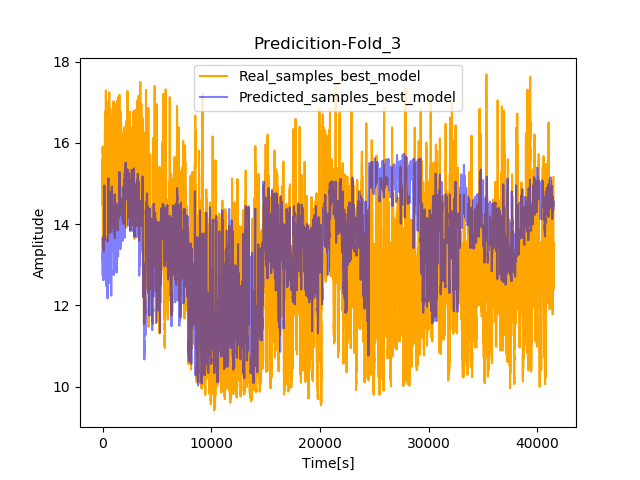 Predicition-Fold_3
Real_samples_best_model
Predicted_samples_best_model
18
16
14
12
10
Amplitude
0
10000
20000
30000
40000
Time[s]